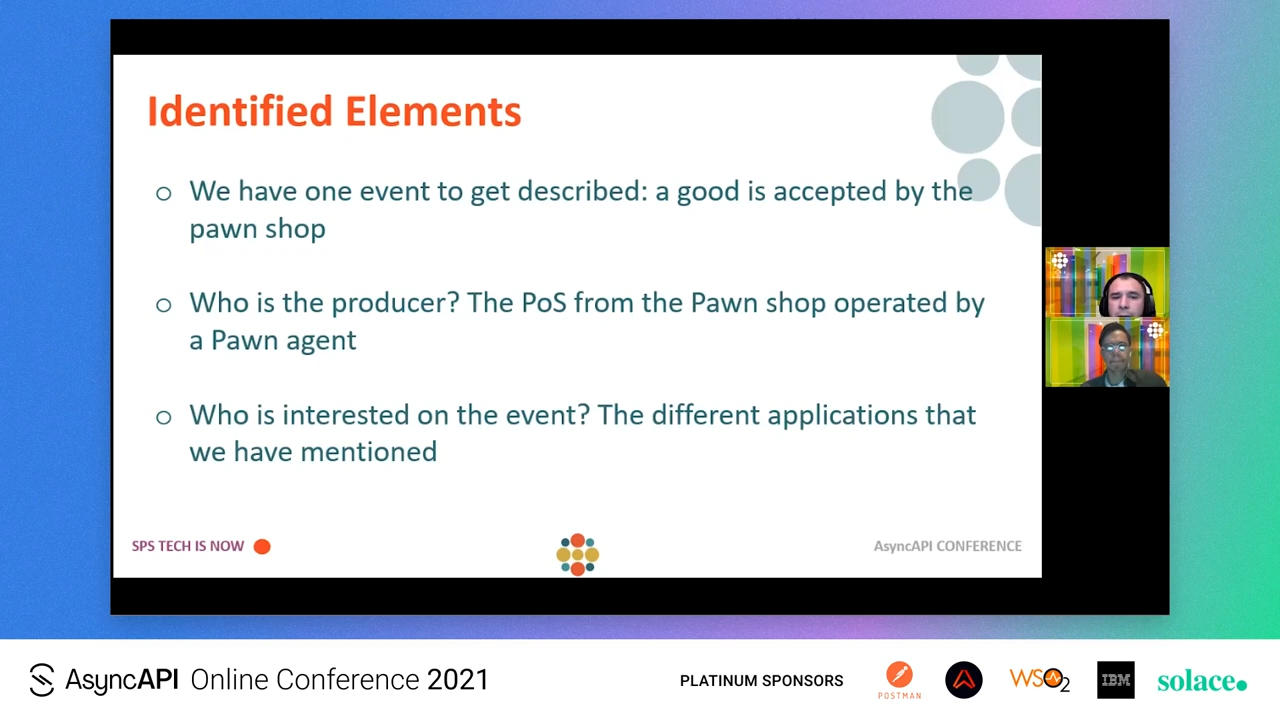 Identified Elements
o We have one event to get described: a good is accepted by the
pawn shop
o Who is the producer? The PoS from the Pawn shop operated by
a Pawn agent
o Who is interested on the event? The different applications that
we have mentioned
SPS TECH IS NOW
AsyncAPI CONFERENCE
AsyncAPI Online Conference 2021
PLATINUM SPONSORS
POSTMAN
WSO2
IBM
solace.